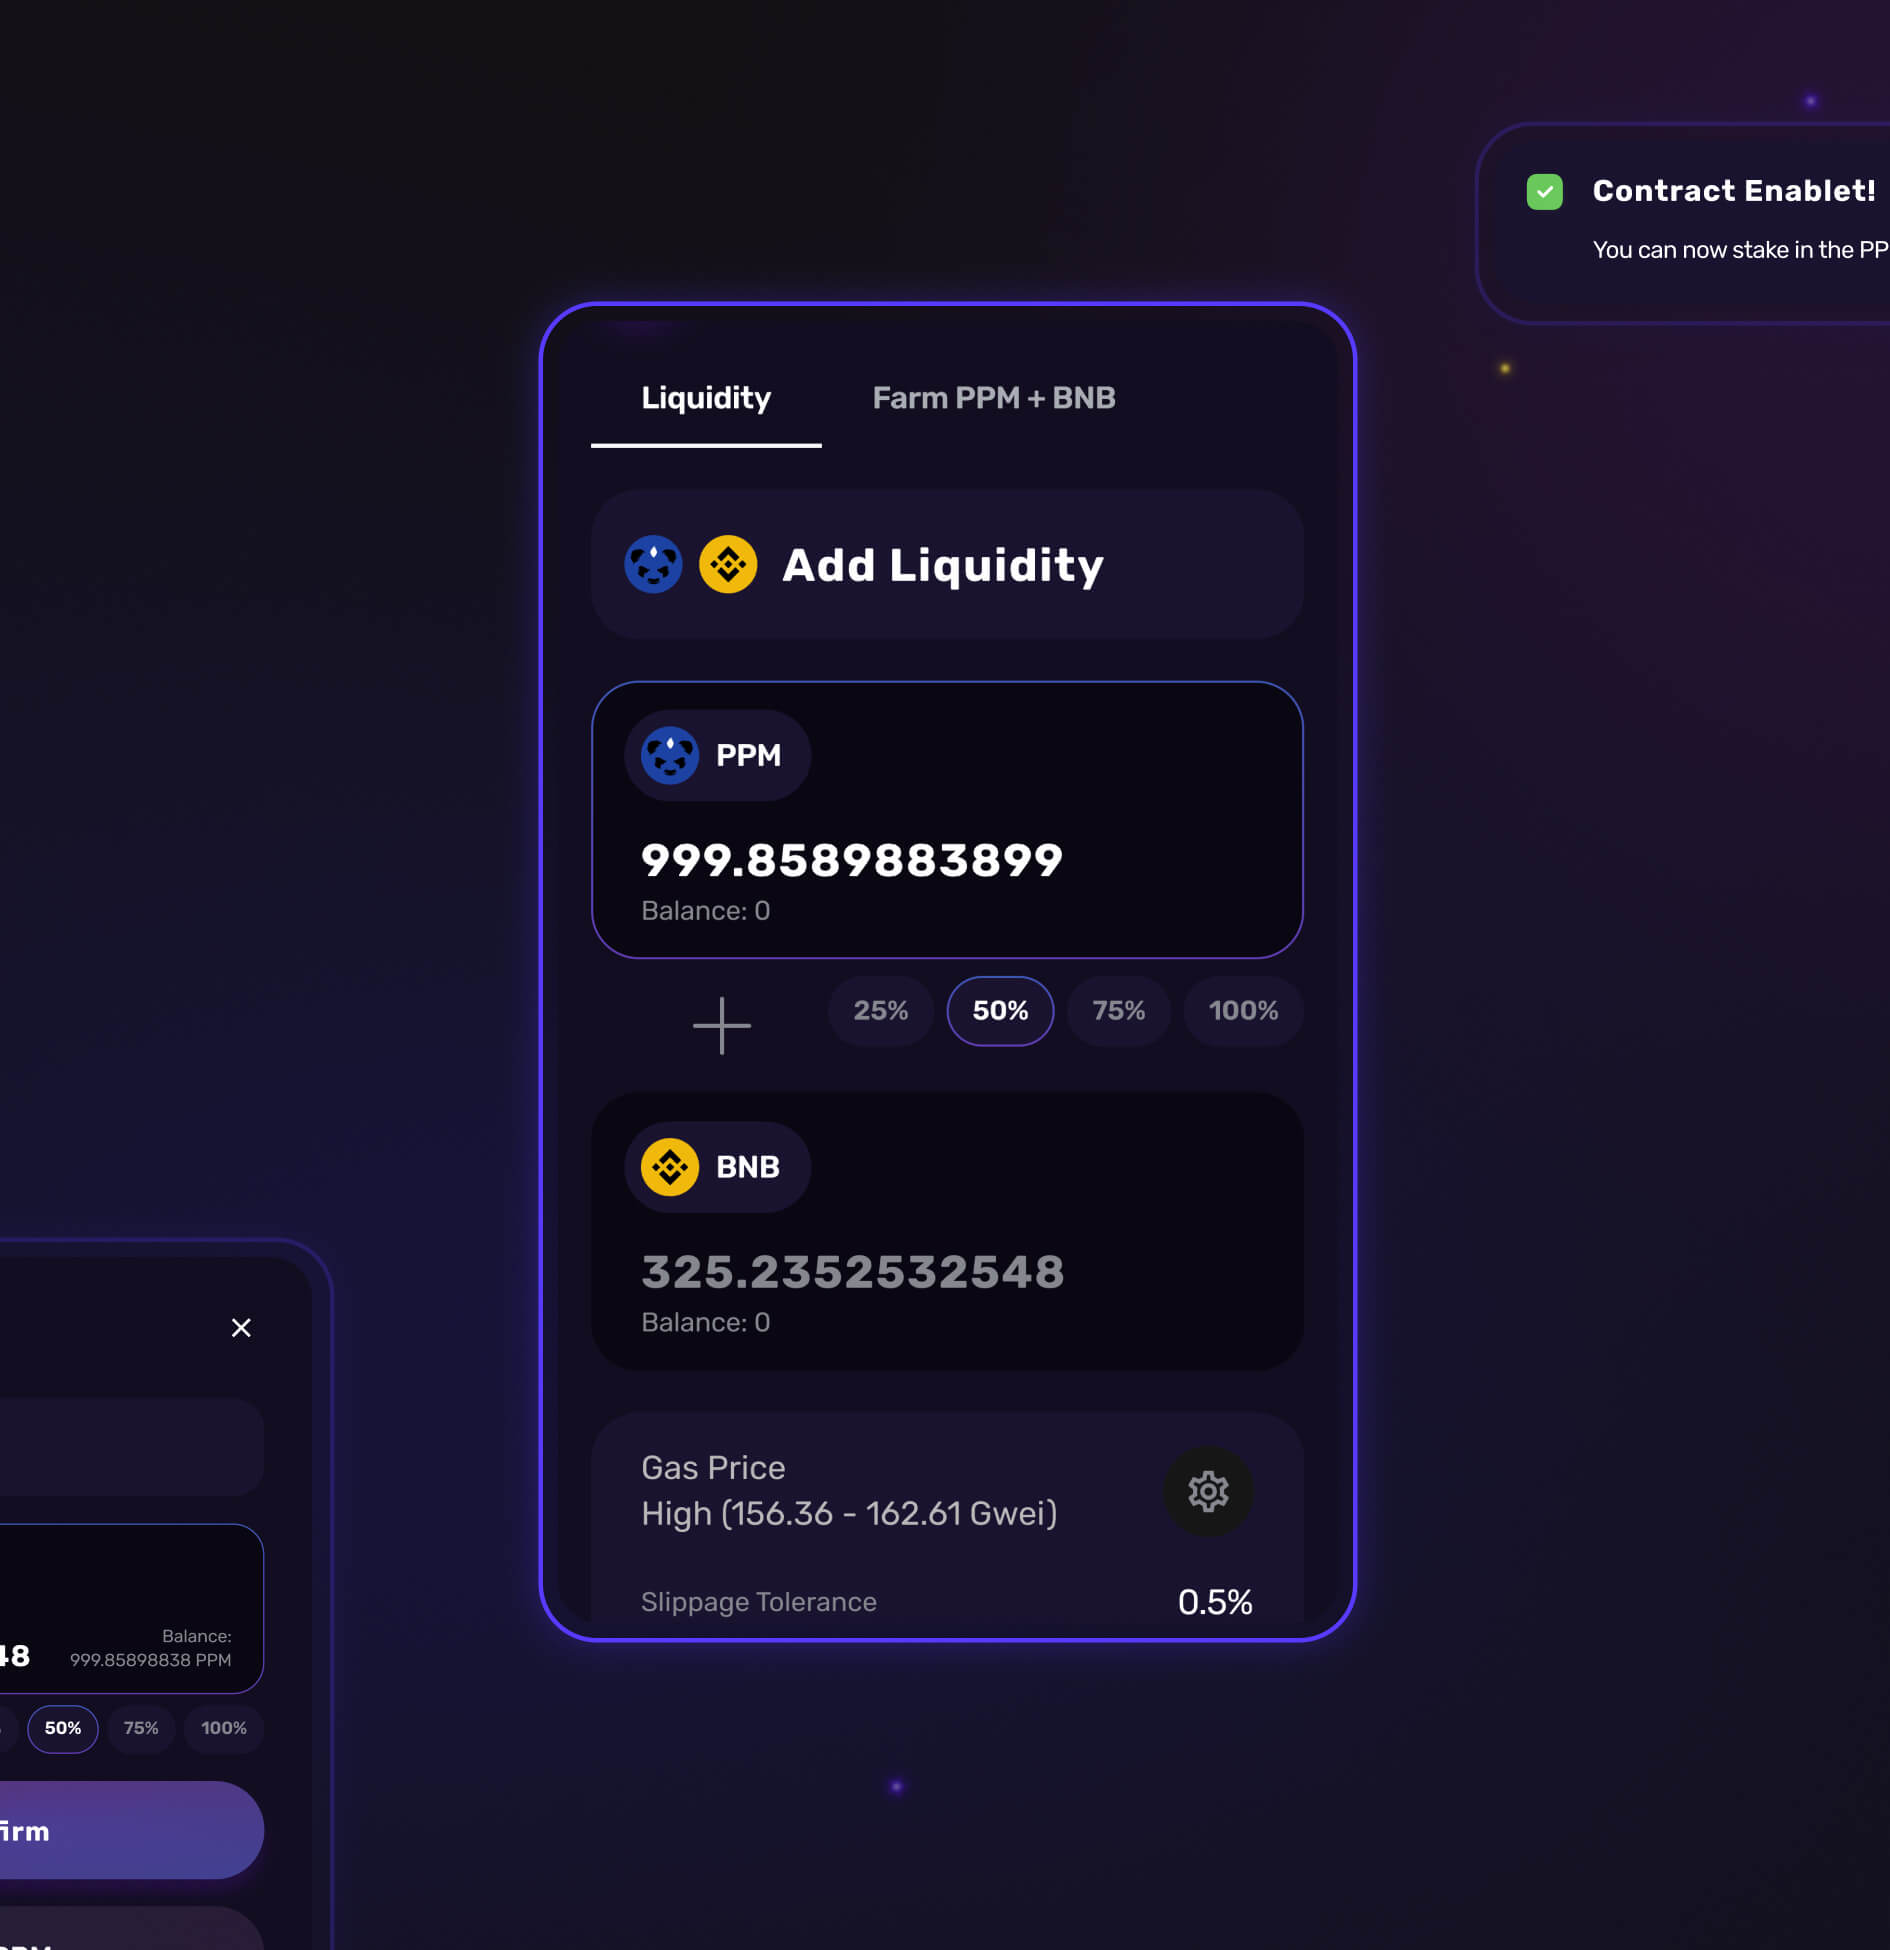 Contract Enablet!
You can now stake in the
Liquidity
Farm PPM + BNB
Add Liquidity
PPM
999.8589883899
Balance: 0
25%
50%
75%
100%
BNB
325.2352532548
Balance: 0
Gas Price
High (156.36 - 162.61 Gwei)
Slippage Tolerance
0.5%
48
Balance:
999.85898838 PPM
50%
75%
100%
firm